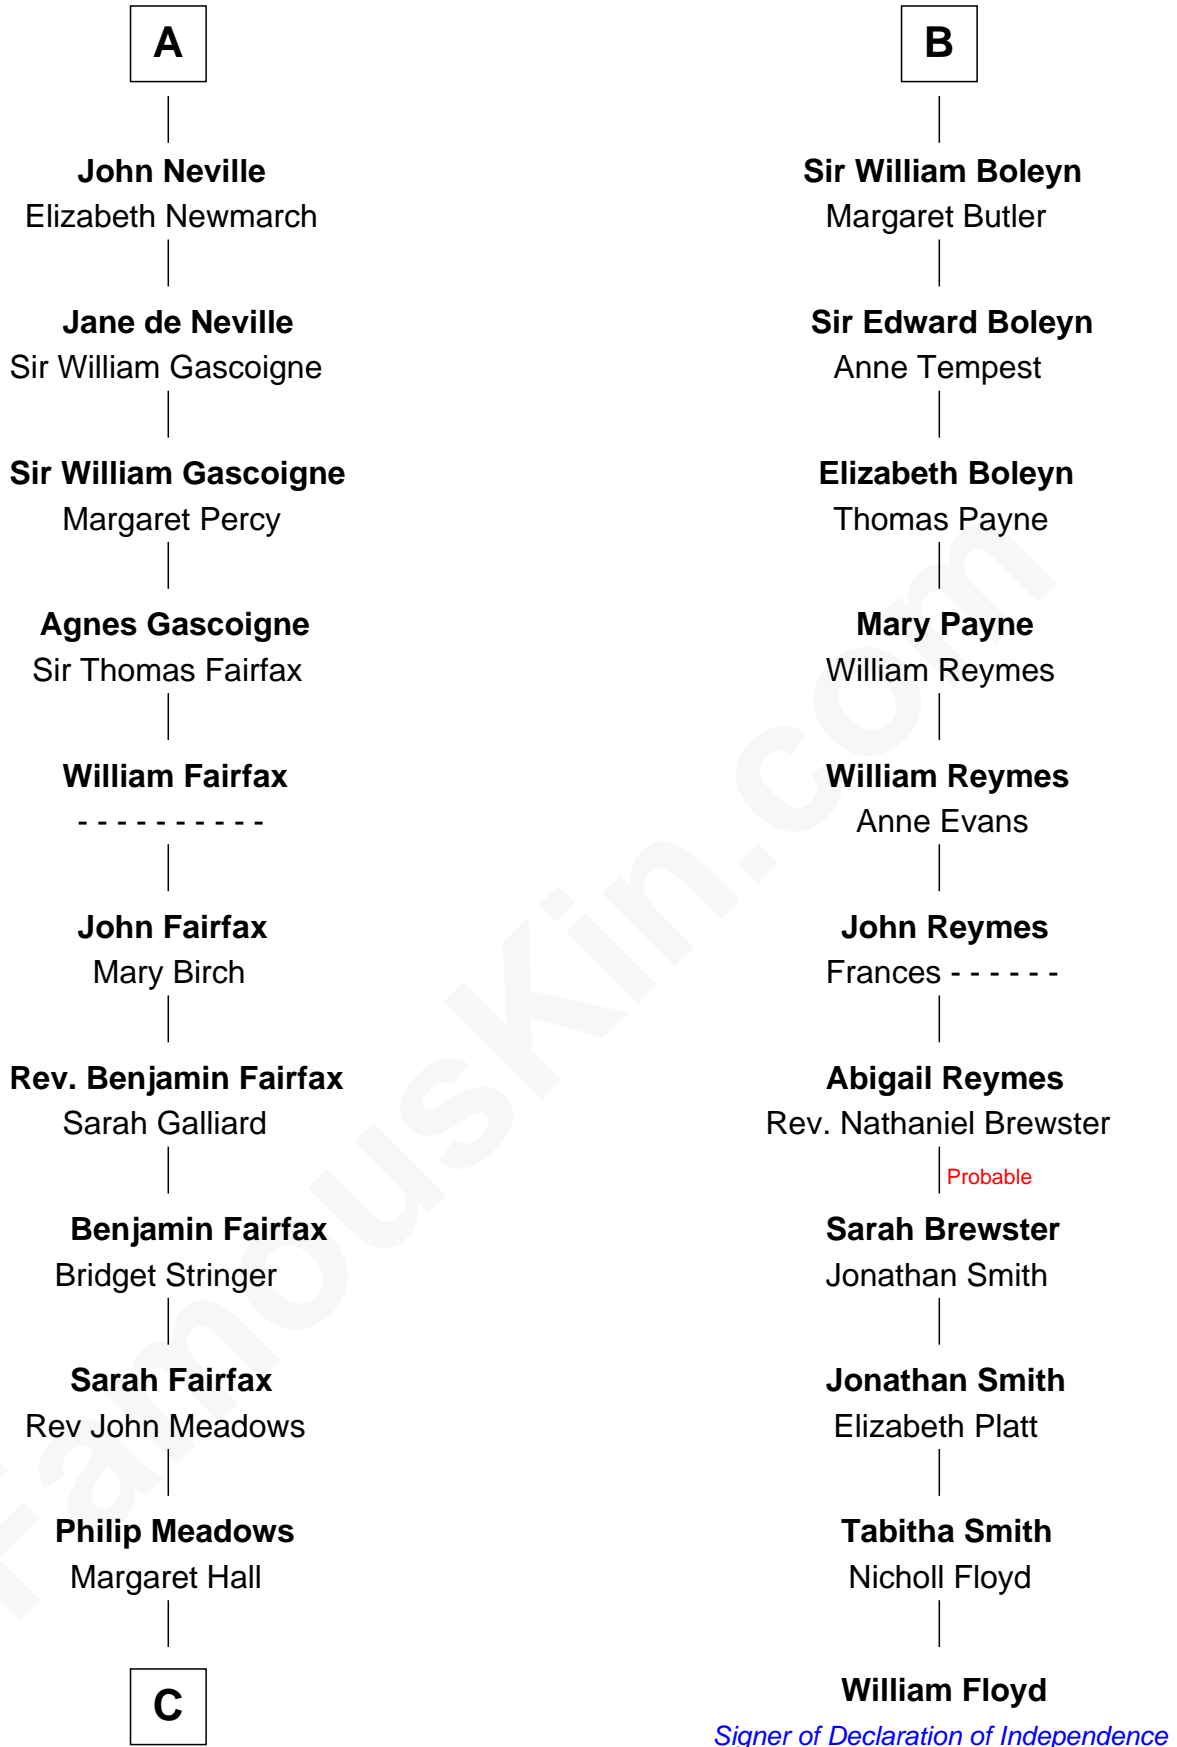 A
John Neville
Elizabeth Newmarch
Jane de Neville
Sir William Gascoigne
Sir William Gascoigne
Margaret Percy
Agnes Gascoigne
Sir Thomas Fairfax
William Fairfax
- - - - - - - - - -
John Fairfax
Mary Birch
Rev. Benjamin Fairfax
Sarah Galliard
Benjamin Fairfax
Bridget Stringer
Sarah Fairfax
Rev John Meadows
Philip Meadows
Margaret Hall
C
B
Sir William Boleyn
Margaret Butler
Sir Edward Boleyn
Anne Tempest
Elizabeth Boleyn
Thomas Payne
Mary Payne
William Reymes
William Reymes
Anne Evans
John Reymes
Frances - - - - - -
Abigail Reymes
Rev. Nathaniel Brewster
Probable
Sarah Brewster
Jonathan Smith
Jonathan Smith
Elizabeth Platt
Tabitha Smith
Nicholl Floyd
William Floyd
Signer of Declaration of Independence
FamousKin.com